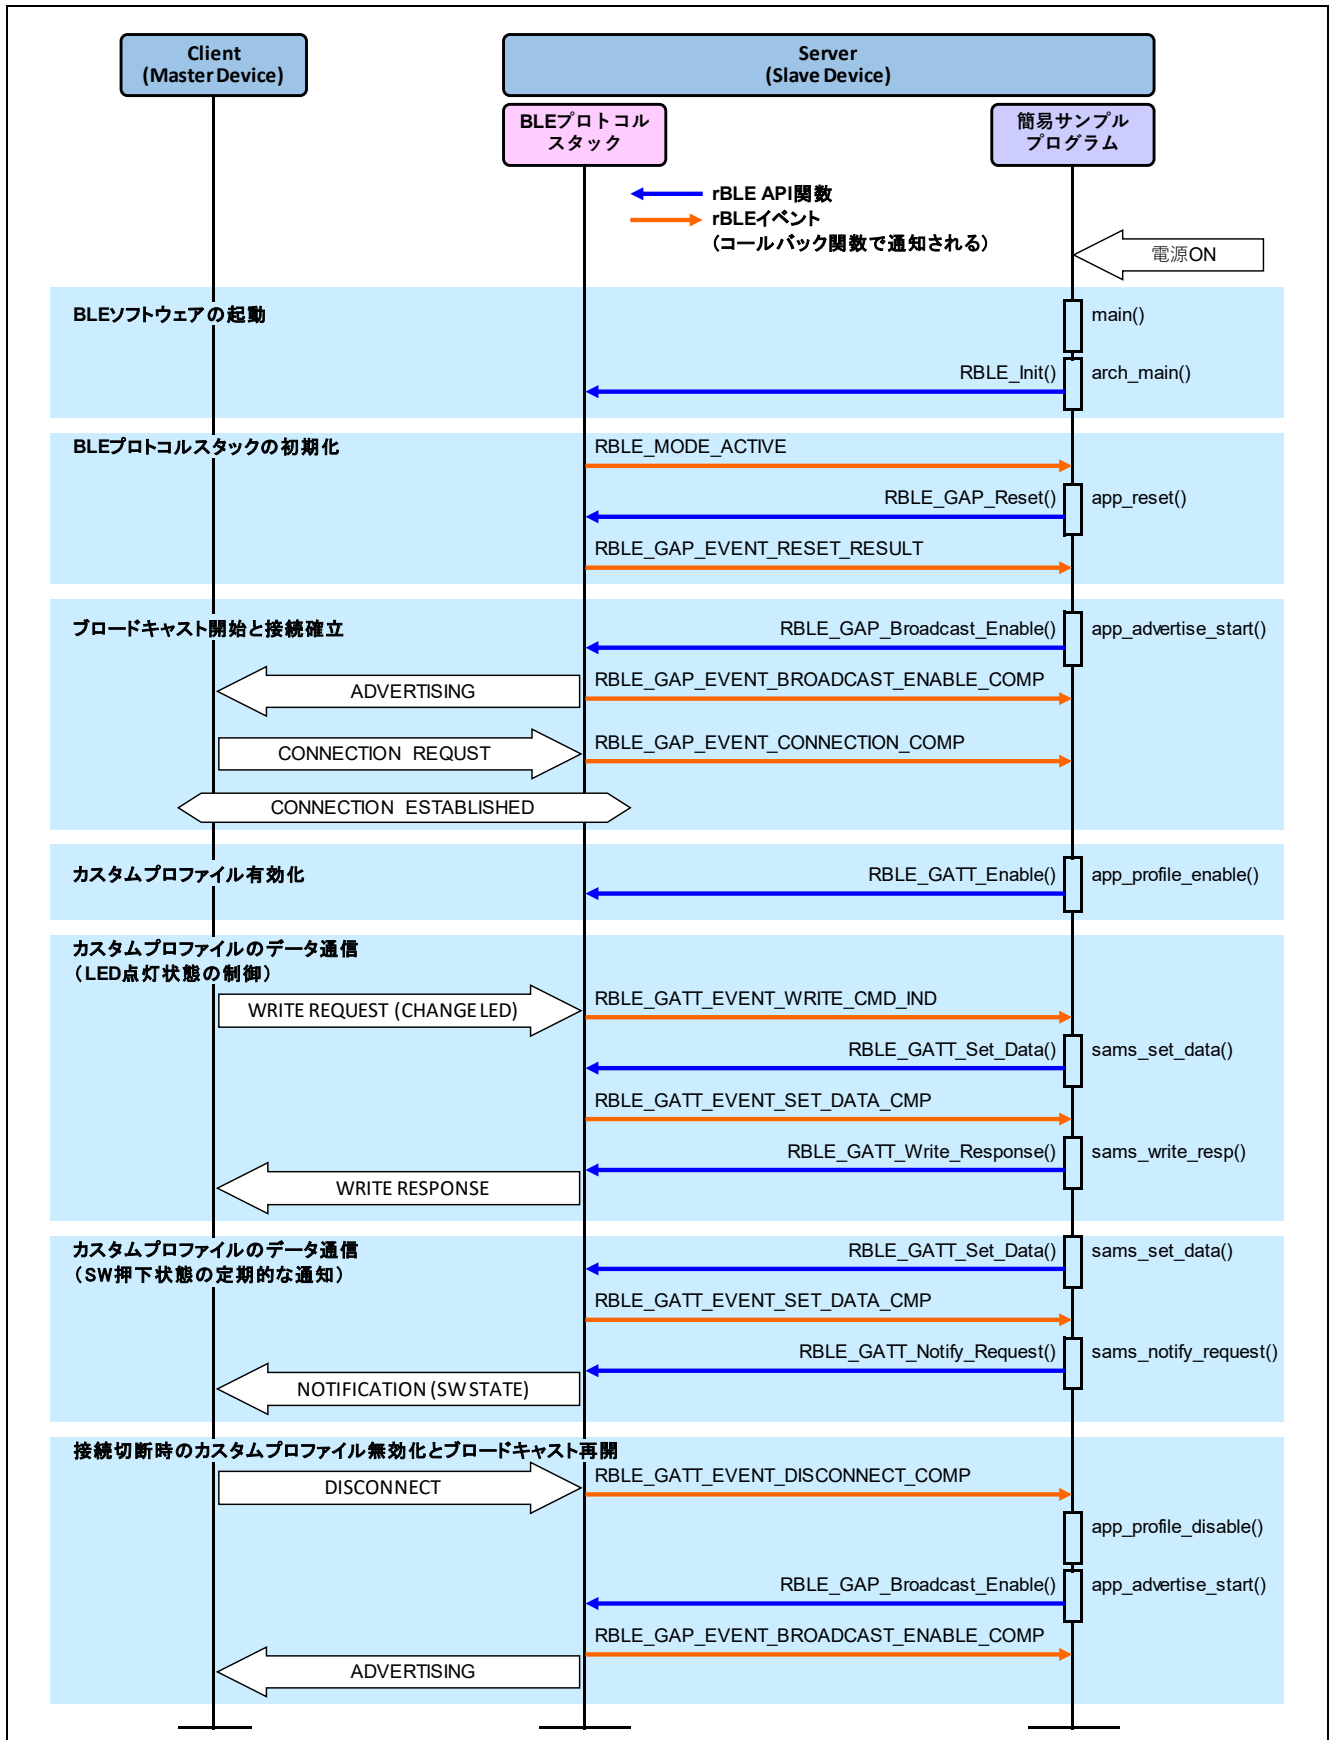 Client
(Master Device)
Server
(Slave Device)
BLEプロトコル
スタック
簡易サンプル
プログラム
rBLE API関数
rBLEイベント
(コールバック関数で通知される)
電源ON
BLEソフトウェアの起動
main()
RBLE_Init()
arch_main()
BLEプロトコルスタックの初期化
RBLE_MODE_ACTIVE
RBLE_GAP_Reset()
app_reset()
RBLE_GAP_EVENT_RESET_RESULT
ブロードキャスト開始と接続確立
RBLE_GAP_Broadcast_Enable()
app_advertise_start()
ADVERTISING
RBLE_GAP_EVENT_BROADCAST_ENABLE_COMP
CONNECTION REQUST
RBLE_GAP_EVENT_CONNECTION_COMP
CONNECTION ESTABLISHED
カスタムプロファイル有効化
RBLE_GATT_Enable()
app_profile_enable()
カスタムプロファイルのデータ通信
(LED点灯状態の制御)
WRITE REQUEST (CHANGE LED)
RBLE_GATT_EVENT_WRITE_CMD_IND
RBLE_GATT_Set_Data()
sams_set_data()
RBLE_GATT_EVENT_SET_DATA_CMP
RBLE_GATT_Write_Response()
sams_write_resp()
WRITE RESPONSE
カスタムプロファイルのデータ通信
(SW押下状態の定期的な通知)
RBLE_GATT_Set_Data()
sams_set_data()
RBLE_GATT_EVENT_SET_DATA_CMP
RBLE_GATT_Notify_Request()
sams_notify_request()
NOTIFICATION (SW STATE)
接続切断時のカスタムプロファイル無効化とブロードキャスト再開
DISCONNECT
RBLE_GATT_EVENT_DISCONNECT_COMP
app_profile_disable()
RBLE_GAP_Broadcast_Enable()
app_advertise_start()
RBLE_GAP_EVENT_BROADCAST_ENABLE_COMP
ADVERTISING